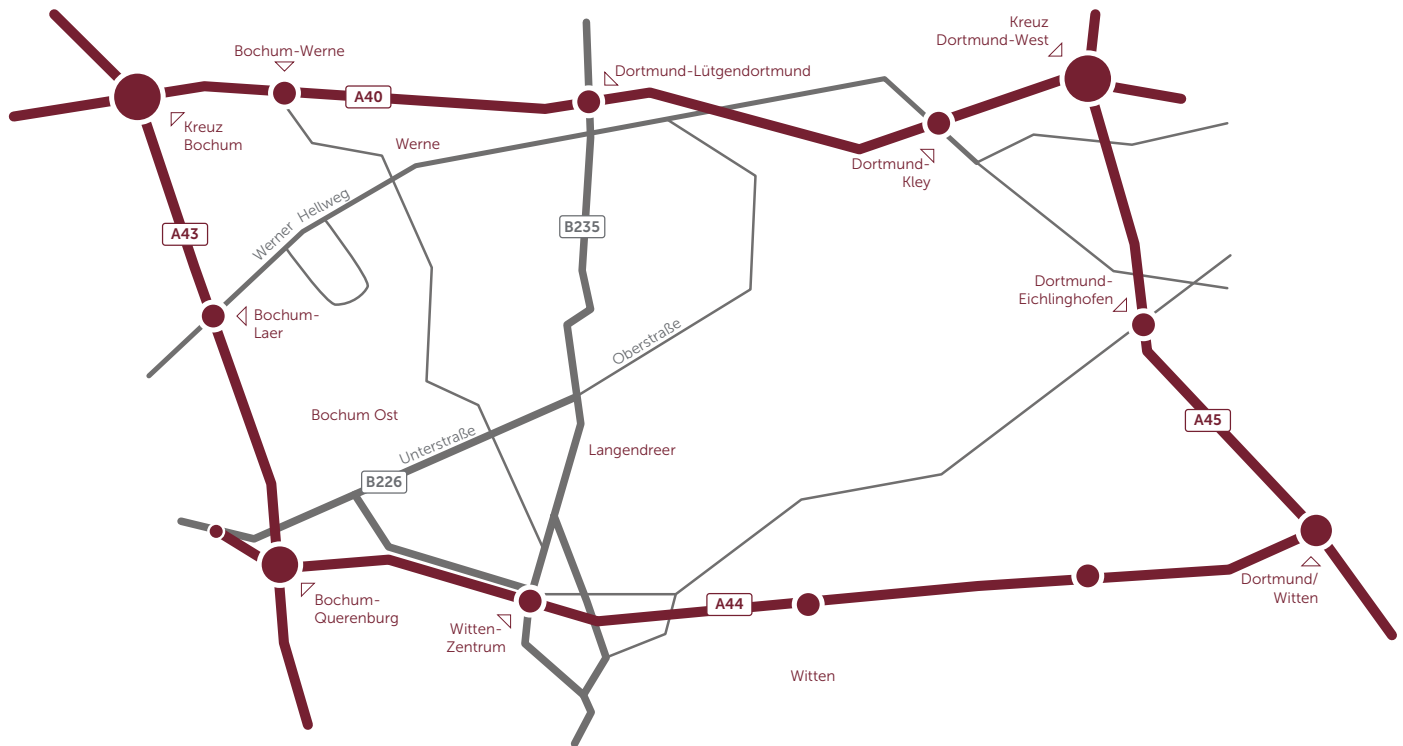 Kreuz
Dortmund-West
Bochum-Werne
Dortmund-Lütgendortmund
A40
Kreuz
Bochum
Werne
Dortmund-
Kley
Werner Hellweg
B235
A43
Dortmund-
Eichlinghofen
Bochum-
Laer
Oberstraße
Bochum Ost
A45
Unterstraße
Langendreer
B226
Dortmund/
Witten
Bochum-
Querenburg
A44
Witten-
Zentrum
Witten